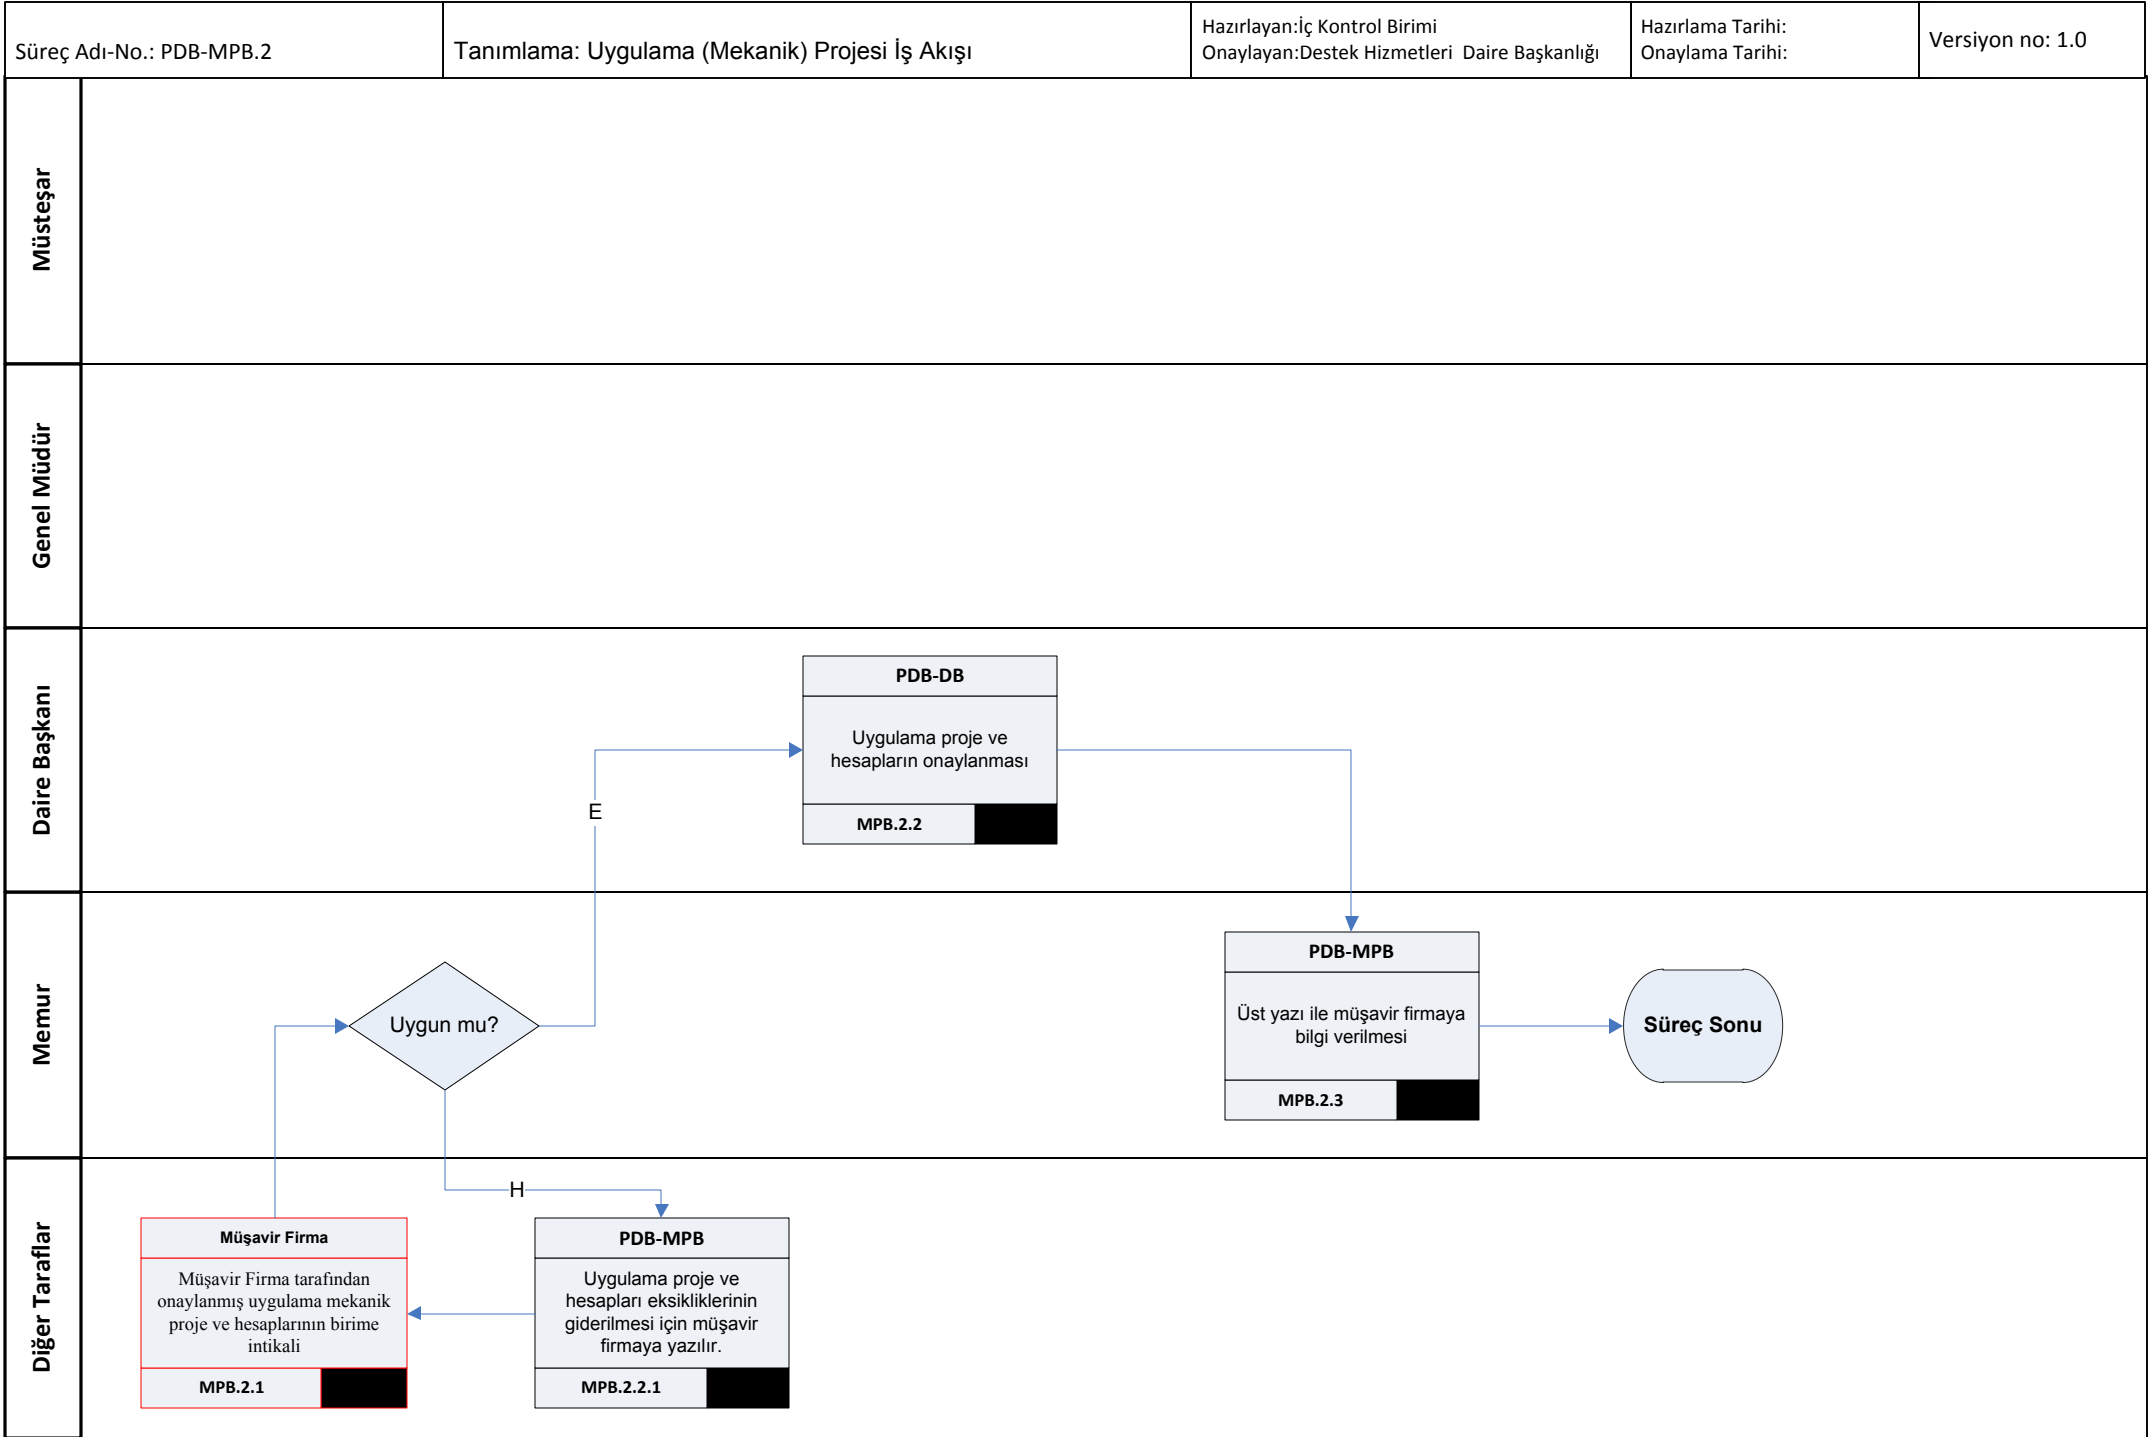 Süreç Adı-No.: PDB-MPB.2
Tanımlama: Uygulama (Mekanik) Projesi İş Akışı
Hazırlayan:İç Kontrol Birimi
Onaylayan:Destek Hizmetleri Daire Başkanlığı
Hazırlama Tarihi:
Onaylama Tarihi:
Versiyon no: 1.0
Müsteşar
Genel Müdür
Daire Başkanı
PDB-DB
Uygulama proje ve
hesapların onaylanması
MPB.2.2
E
Memur
Uygun mu?
PDB-MPB
Üst yazı ile müşavir firmaya
bilgi verilmesi
MPB.2.3
Süreç Sonu
Diğer Taraflar
H
Müşavir Firma
Müşavir Firma tarafından
onaylanmış uygulama mekanik
proje ve hesaplarının birime
intikali
MPB.2.1
PDB-MPB
Uygulama proje ve
hesapları eksikliklerinin
giderilmesi için müşavir
firmaya yazılır.
MPB.2.2.1